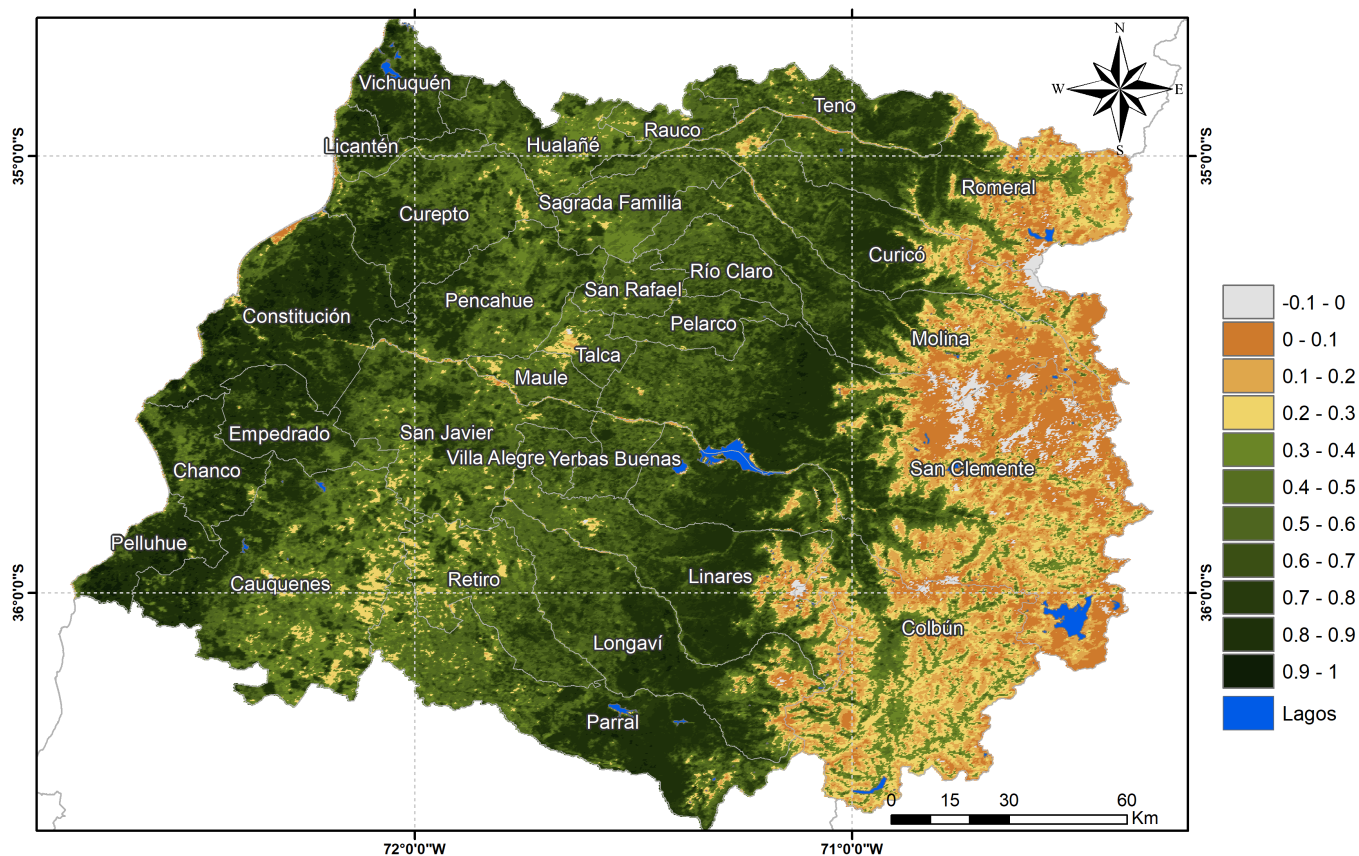 N
W
E
S
Vichuquén
Teno
Rauco
Licantén
Hualañé
Romeral
Sagrada Familia
Curepto
Curicó
Río Claro
San Rafael
Pencahue
Constitución
Pelarco
Molina
Talca
Maule
San Javier
Empedrado
Villa Alegre
Yerbas Buenas
Chanco
San Clemente
Pelluhue
Linares
Retiro
Cauquenes
Colbún
Longaví
Parral
0 15 30 60
Km
35°0'0"S
36°0'0"S
35°0'0"S
36°0'0"S
72°0'0"W
71°0'0"W
-0.1 - 0
0 - 0.1
0.1 - 0.2
0.2 - 0.3
0.3 - 0.4
0.4 - 0.5
0.5 - 0.6
0.6 - 0.7
0.7 - 0.8
0.8 - 0.9
0.9 - 1
Lagos